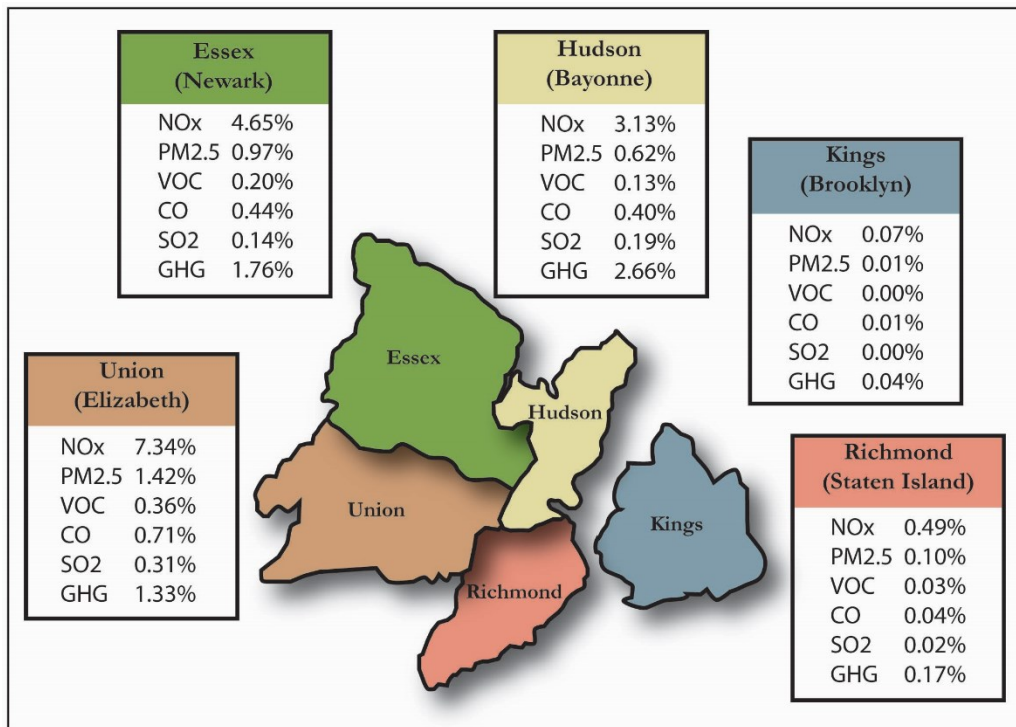 Essex
(Newark)
NOx 4.65%
PM2.5 0.97%
VOC 0.20%
CO 0.44%
SO2 0.14%
GHG 1.76%
Hudson
(Bayonne)
NOx 3.13%
PM2.5 0.62%
VOC 0.13%
CO 0.40%
SO2 0.19%
GHG 2.66%
Kings
(Brooklyn)
NOx 0.07%
PM2.5 0.01%
VOC 0.00%
CO 0.01%
SO2 0.00%
GHG 0.04%
Union
(Elizabeth)
NOx 7.34%
PM2.5 1.42%
VOC 0.36%
CO 0.71%
SO2 0.31%
GHG 1.33%
Richmond
(Staten Island)
NOx 0.49%
PM2.5 0.10%
VOC 0.03%
CO 0.04%
SO2 0.02%
GHG 0.17%
Essex
Hudson
Union
Kings
Richmond